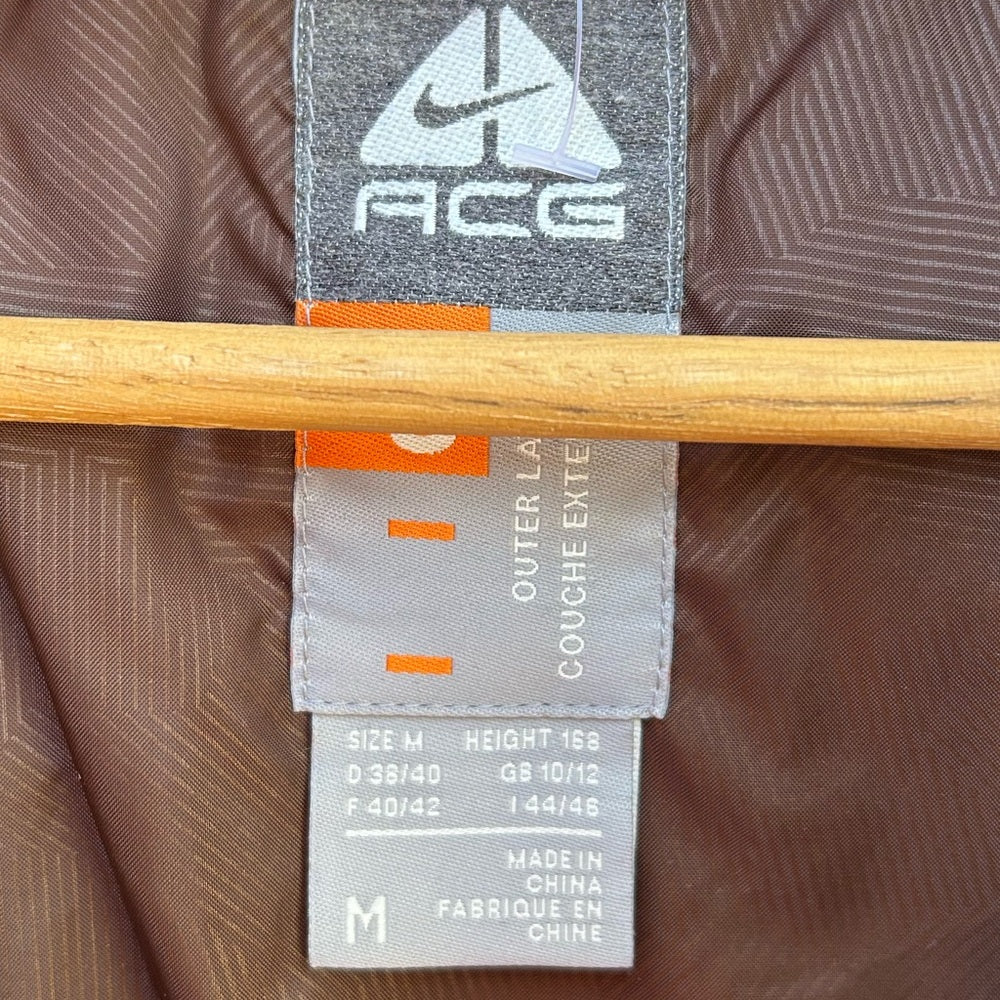 ACG
OUTER LA
COUCHE EXTE
SIZE M HEIGHT 168
D 38/40 GB 10/12
F 40/42 I 44/46
MADE IN
CHINA
M FABRIQUE EN
CHINE